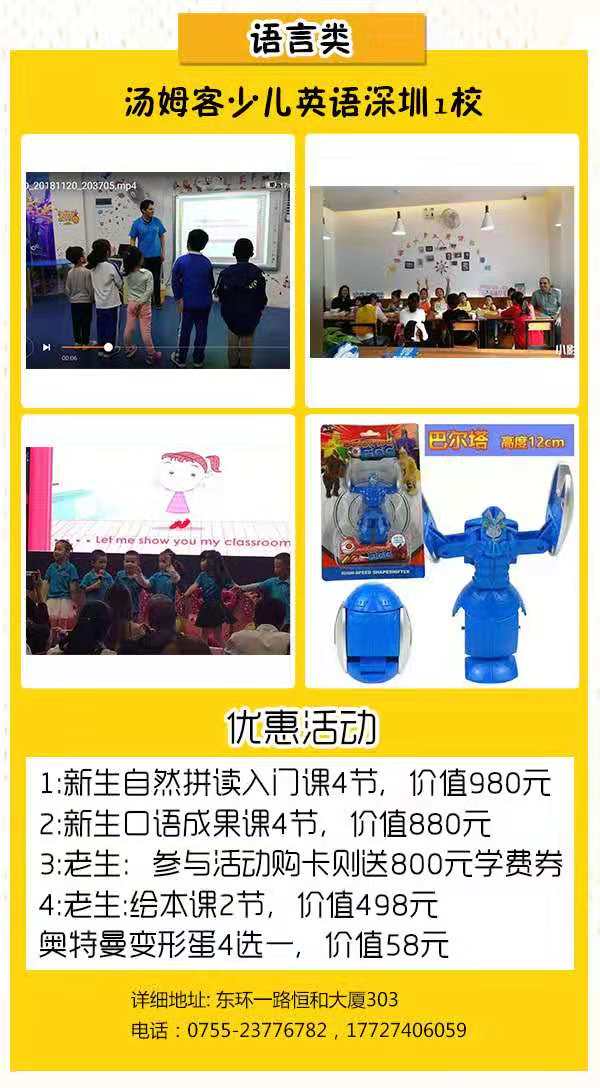 语言类
汤姆客少儿英语深圳1校
O_20181120_203705.mp4
00:06
Let me show you my classroom
巴尔塔 高度12cm
EGG
HIGH-SPEED SHAPESHIFTER
优惠活动
1:新生自然拼读入门课4节，价值980元
2:新生口语成果课4节，价值880元
3:老生：参与活动购卡则送800元学费券
4:老生:绘本课2节，价值498元
奥特曼变形蛋4选一，价值58元
详细地址: 东环一路恒和大厦303
电话：0755-23776782，17727406059